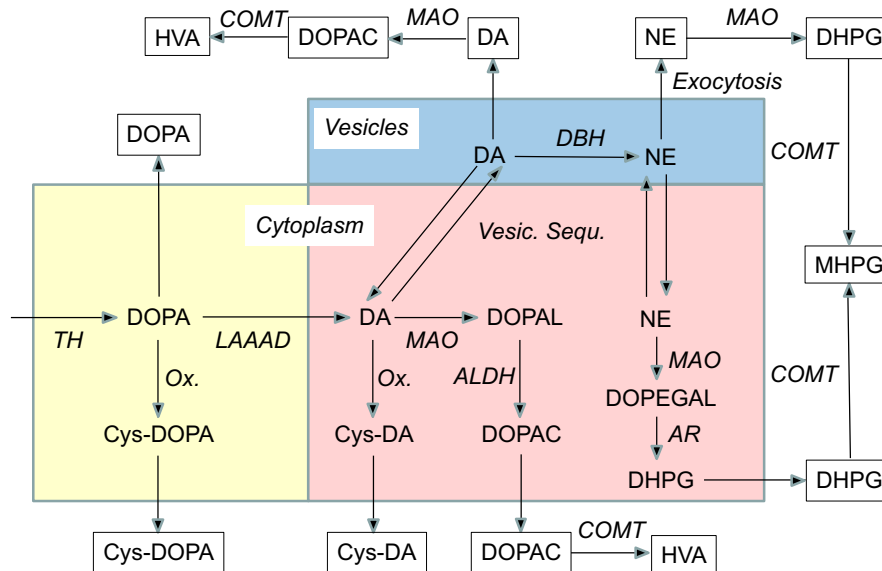 COMT
MAO
MAO
HVA
DOPAC
DA
NE
DHPG
Exocytosis
Vesicles
DOPA
DBH
DA
NE
COMT
Cytoplasm
Vesic. Sequ.
MHPG
DOPA
DA
DOPAL
NE
TH
LAAAD
MAO
MAO
Ox.
Ox.
ALDH
COMT
DOPEGAL
Cys-DOPA
Cys-DA
DOPAC
AR
DHPG
DHPG
COMT
Cys-DOPA
Cys-DA
DOPAC
HVA